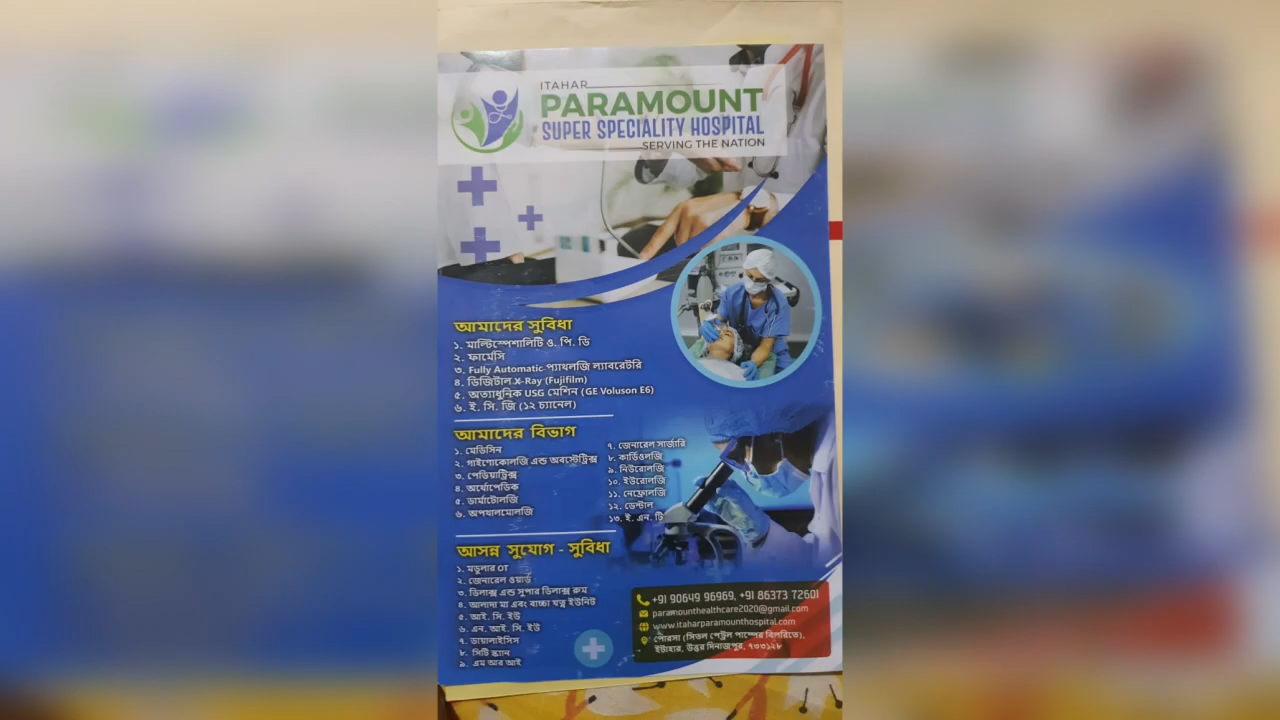 ITAHAR
PARAMOUNT
SUPER SPECIALITY HOSPITAL
SERVING THE NATION
আমাদের সুবিধা
১. মাল্টিস্পেশালিটি ও. পি. ডি
২. ফার্মেসি
৩. Fully Automatic প্যাথলজি ল্যাবরেটরি
৪. ডিজিটাল X-Ray (Fujifilm)
৫. অত্যাধুনিক USG মেশিন (GE Voluson E6)
৬. ই. সি. জি (১২ চ্যানেল)
আমাদের বিভাগ
১. মেডিসিন
২. গাইনোকোলজি এন্ড অবস্টেট্রিক্স
৩. পেডিয়াট্রিক্স
৪. অর্থোপেডিক
৫. ডার্মাটোলজি
৬. অপথালমোলজি
৭. জেনারেল সার্জারি
৮. কার্ডিওলজি
৯. নিউরোলজি
১০. ইউরোলজি
১১. নেফ্রোলজি
১২. ডেন্টাল
১৩. ই. এন. টি
আসন্ন সুযোগ - সুবিধা
১. মডুলার OT
২. জেনারেল ওয়ার্ড
৩. ডিলাক্স এন্ড সুপার ডিলাক্স রুম
৪. আলাদা মা এবং বাচ্চা যত্ন ইউনিট
৫. আই. সি. ইউ
৬. এন. আই. সি. ইউ
৭. ডায়ালাইসিস
৮. সিটি স্ক্যান
৯. এম আর আই
+91 90649 96969, +91 86373 72601
paramounthealthcare2020@gmail.com
www.itaharparamounthospital.com
পোরসা (সিতল পেট্রল পাম্পের বিপরিতে),
ইটাহার, উত্তর দিনাজপুর, ৭৩৩১২৮